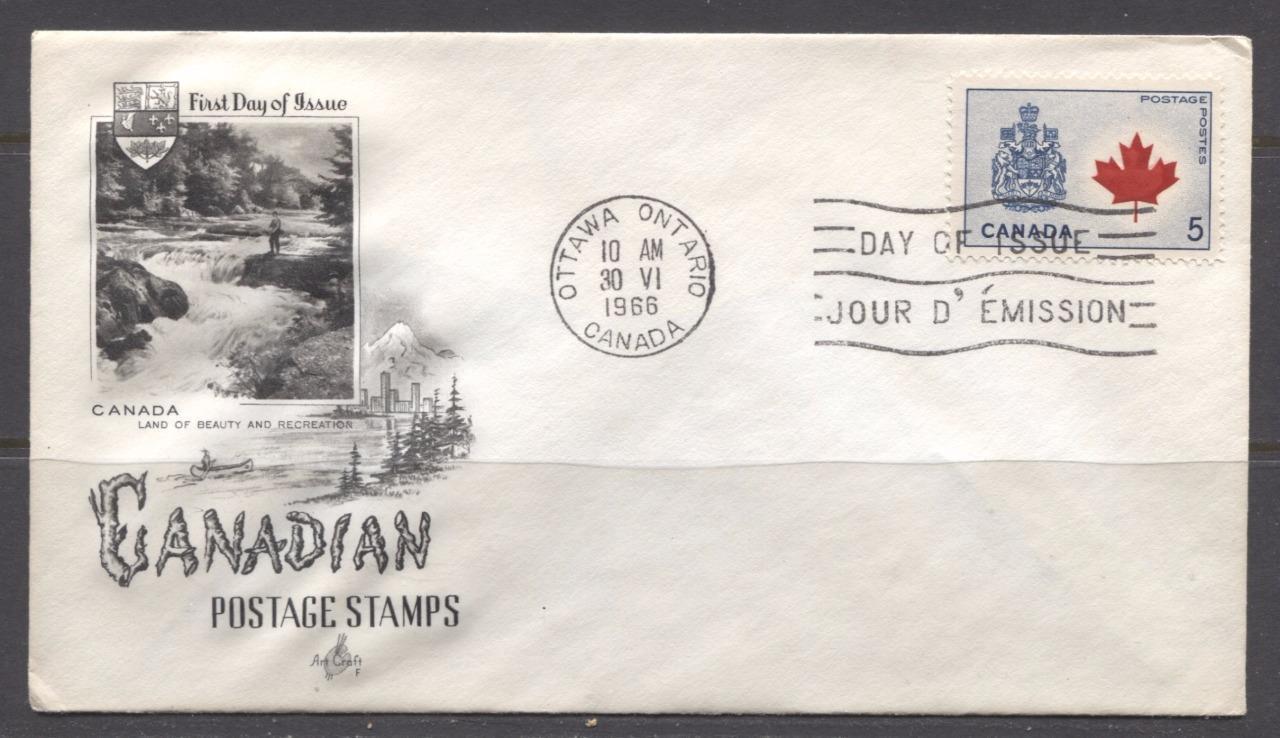 First Day of Issue
CANADA
LAND OF BEAUTY AND RECREATION
CANADIAN
POSTAGE STAMPS
Art Craft
F
OTTAWA ONTARIO
10 AM
30 VI
1966
CANADA
POSTAGE
POSTES
CANADA 5
DAY OF ISSUE
JOUR D' ÉMISSION